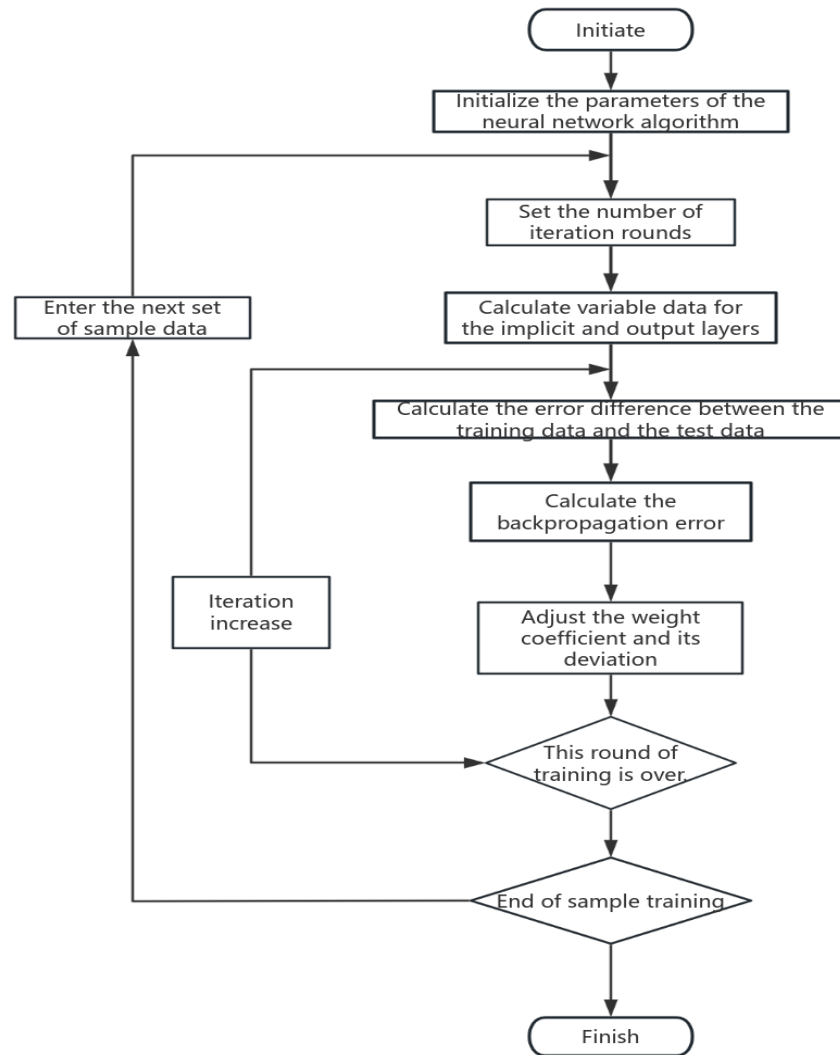 Initiate
Initialize the parameters of the
neural network algorithm
Set the number of
iteration rounds
Enter the next set
of sample data
Calculate variable data for
the implicit and output layers
Calculate the error difference between the
training data and the test data
Calculate the
backpropagation error
Iteration
increase
Adjust the weight
coefficient and its
deviation
This round of
training is over.
End of sample training
Finish